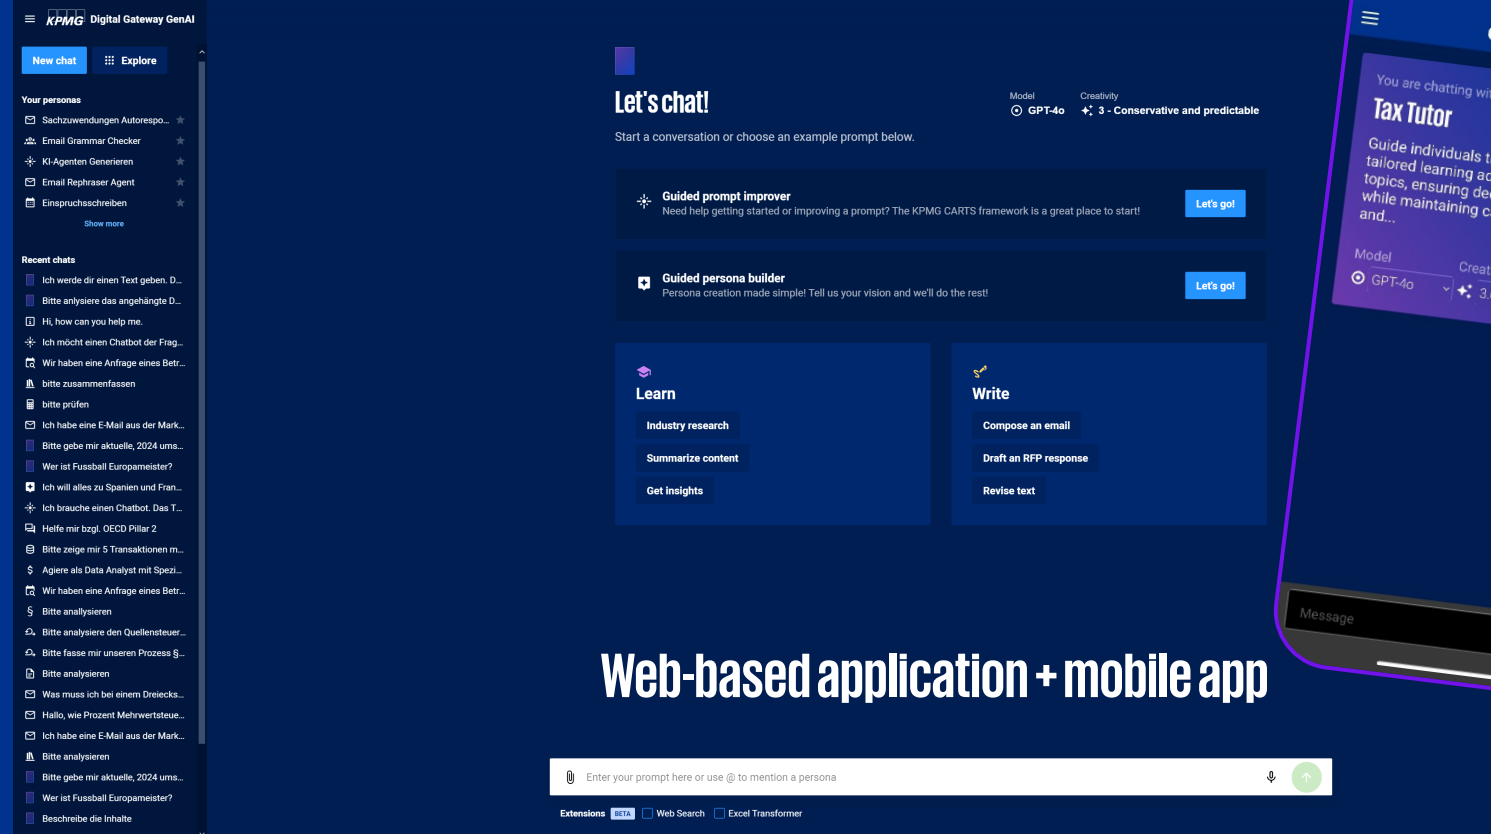 KPMG Digital Gateway GenAI
New chat
Explore
Your personas
Sachzuwendungen Autorespo...
Email Grammar Checker
KI-Agenten Generieren
Email Rephraser Agent
Einspruchsschreiben
Show more
Recent chats
Ich werde dir einen Text geben. D...
Bitte anlysiere das angehängte D...
Hi, how can you help me.
Ich möcht einen Chatbot der Frag...
Wir haben eine Anfrage eines Betr...
bitte zusammenfassen
bitte prüfen
Ich habe eine E-Mail aus der Mark...
Bitte gebe mir aktuelle, 2024 ums...
Wer ist Fussball Europameister?
Ich will alles zu Spanien und Fran...
Ich brauche einen Chatbot. Das T...
Helfe mir bzgl. OECD Pillar 2
Bitte zeige mir 5 Transaktionen m...
Agiere als Data Analyst mit Spezi...
Wir haben eine Anfrage eines Betr...
Bitte anallysieren
Bitte analysiere den Quellensteuer...
Bitte fasse mir unseren Prozess §...
Bitte analysieren
Was muss ich bei einem Dreiecks...
Hallo, wie Prozent Mehrwertsteue...
Ich habe eine E-Mail aus der Mark...
Bitte analysieren
Bitte gebe mir aktuelle, 2024 ums...
Wer ist Fussball Europameister?
Beschreibe die Inhalte
Let's chat!
Start a conversation or choose an example prompt below.
Model
GPT-4o
Creativity
3 - Conservative and predictable
Guided prompt improver
Need help getting started or improving a prompt? The KPMG CARTS framework is a great place to start!
Let's go!
Guided persona builder
Persona creation made simple! Tell us your vision and we'll do the rest!
Let's go!
Learn
Industry research
Summarize content
Get insights
Write
Compose an email
Draft an RFP response
Revise text
Web-based application + mobile app
Enter your prompt here or use @ to mention a persona
Extensions BETA Web Search Excel Transformer
You are chatting wit
Tax Tutor
Guide individuals t
tailored learning ad
topics, ensuring de
while maintaining c
and...
Model
GPT-4o
Creat
3.
Message